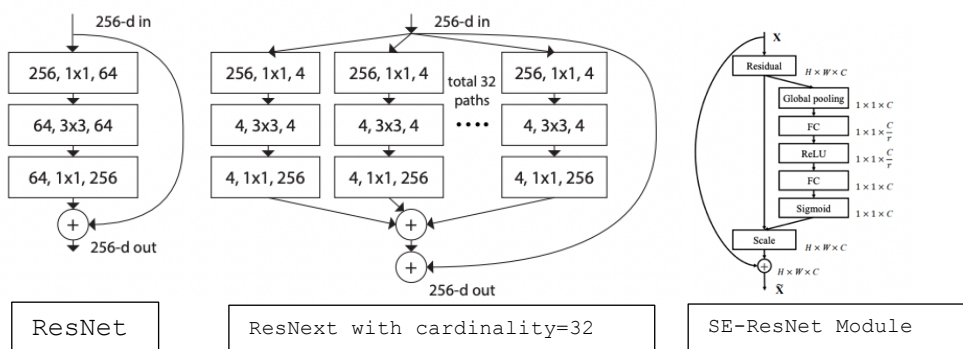 256-d in
256, 1x1, 64
64, 3x3, 64
64, 1x1, 256
+
256-d out
ResNet
256-d in
256, 1x1, 4
256, 1x1, 4
total 32
paths
256, 1x1, 4
4, 3x3, 4
4, 3x3, 4
....
4, 3x3, 4
4, 1x1, 256
4, 1x1, 256
4, 1x1, 256
+
+
256-d out
ResNext with cardinality=32
X
Residual
H × W × C
Global pooling
1 × 1 × C
FC
1 × 1 × C/r
ReLU
1 × 1 × C/r
FC
1 × 1 × C
Sigmoid
1 × 1 × C
Scale
H × W × C
+
H × W × C
X̃
SE-ResNet Module